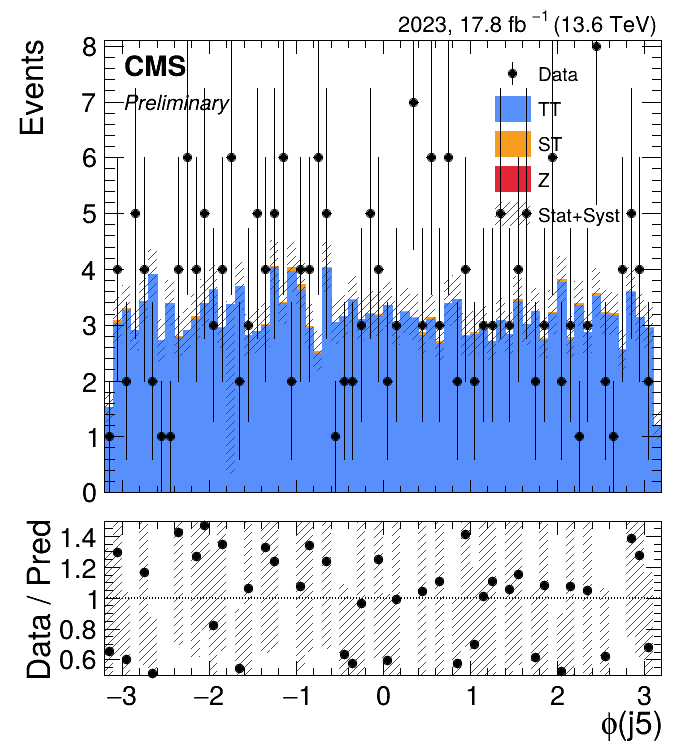 2023, 17.8 fb⁻¹ (13.6 TeV)
Events
CMS
Preliminary
Data
TT
ST
Z
Stat+Syst
8
7
6
5
4
3
2
1
0
Data / Pred
1.4
1.2
1
0.8
0.6
−3 −2 −1 0 1 2 3
ϕ(j5)